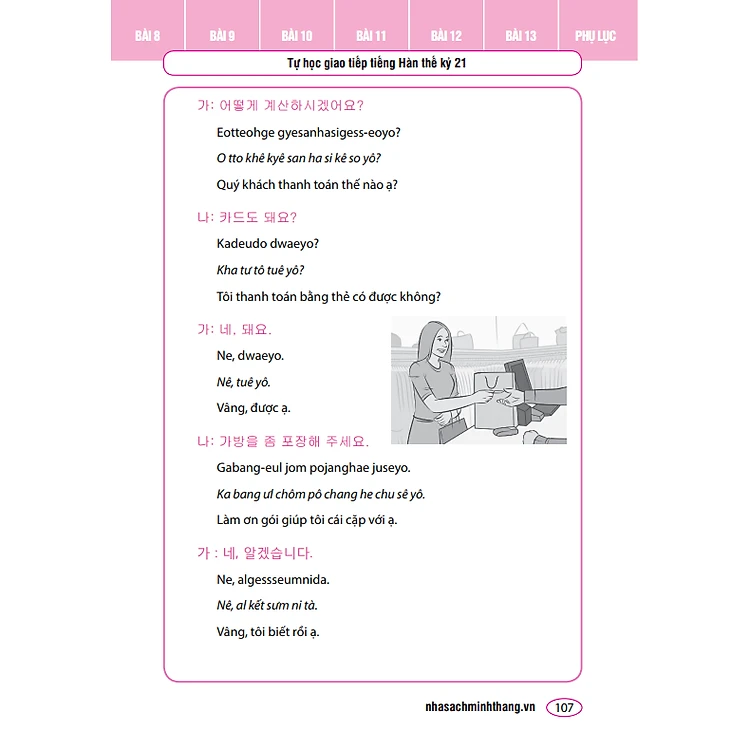 BÀI 8
BÀI 9
BÀI 10
BÀI 11
BÀI 12
BÀI 13
PHỤ LỤC
Tự học giao tiếp tiếng Hàn thế kỷ 21
가: 어떻게 계산하시겠어요?
Eotteohge gyesanhasigess-eoyo?
O tto khê kyê san ha si kê so yô?
Quý khách thanh toán thế nào ạ?
나: 카드도 돼요?
Kadeudo dwaeyo?
Kha tư tô tuê yô?
Tôi thanh toán bằng thẻ có được không?
가: 네, 돼요.
Ne, dwaeyo.
Nê, tuê yô.
Vâng, được ạ.
나: 가방을 좀 포장해 주세요.
Gabang-eul jom pojanghae juseyo.
Ka bang ưl chôm pô chang he chu sê yô.
Làm ơn gói giúp tôi cái cặp với ạ.
가 : 네, 알겠습니다.
Ne, algessseumnida.
Nê, al kết sưm ni tà.
Vâng, tôi biết rồi ạ.
nhasachminhthang.vn 107